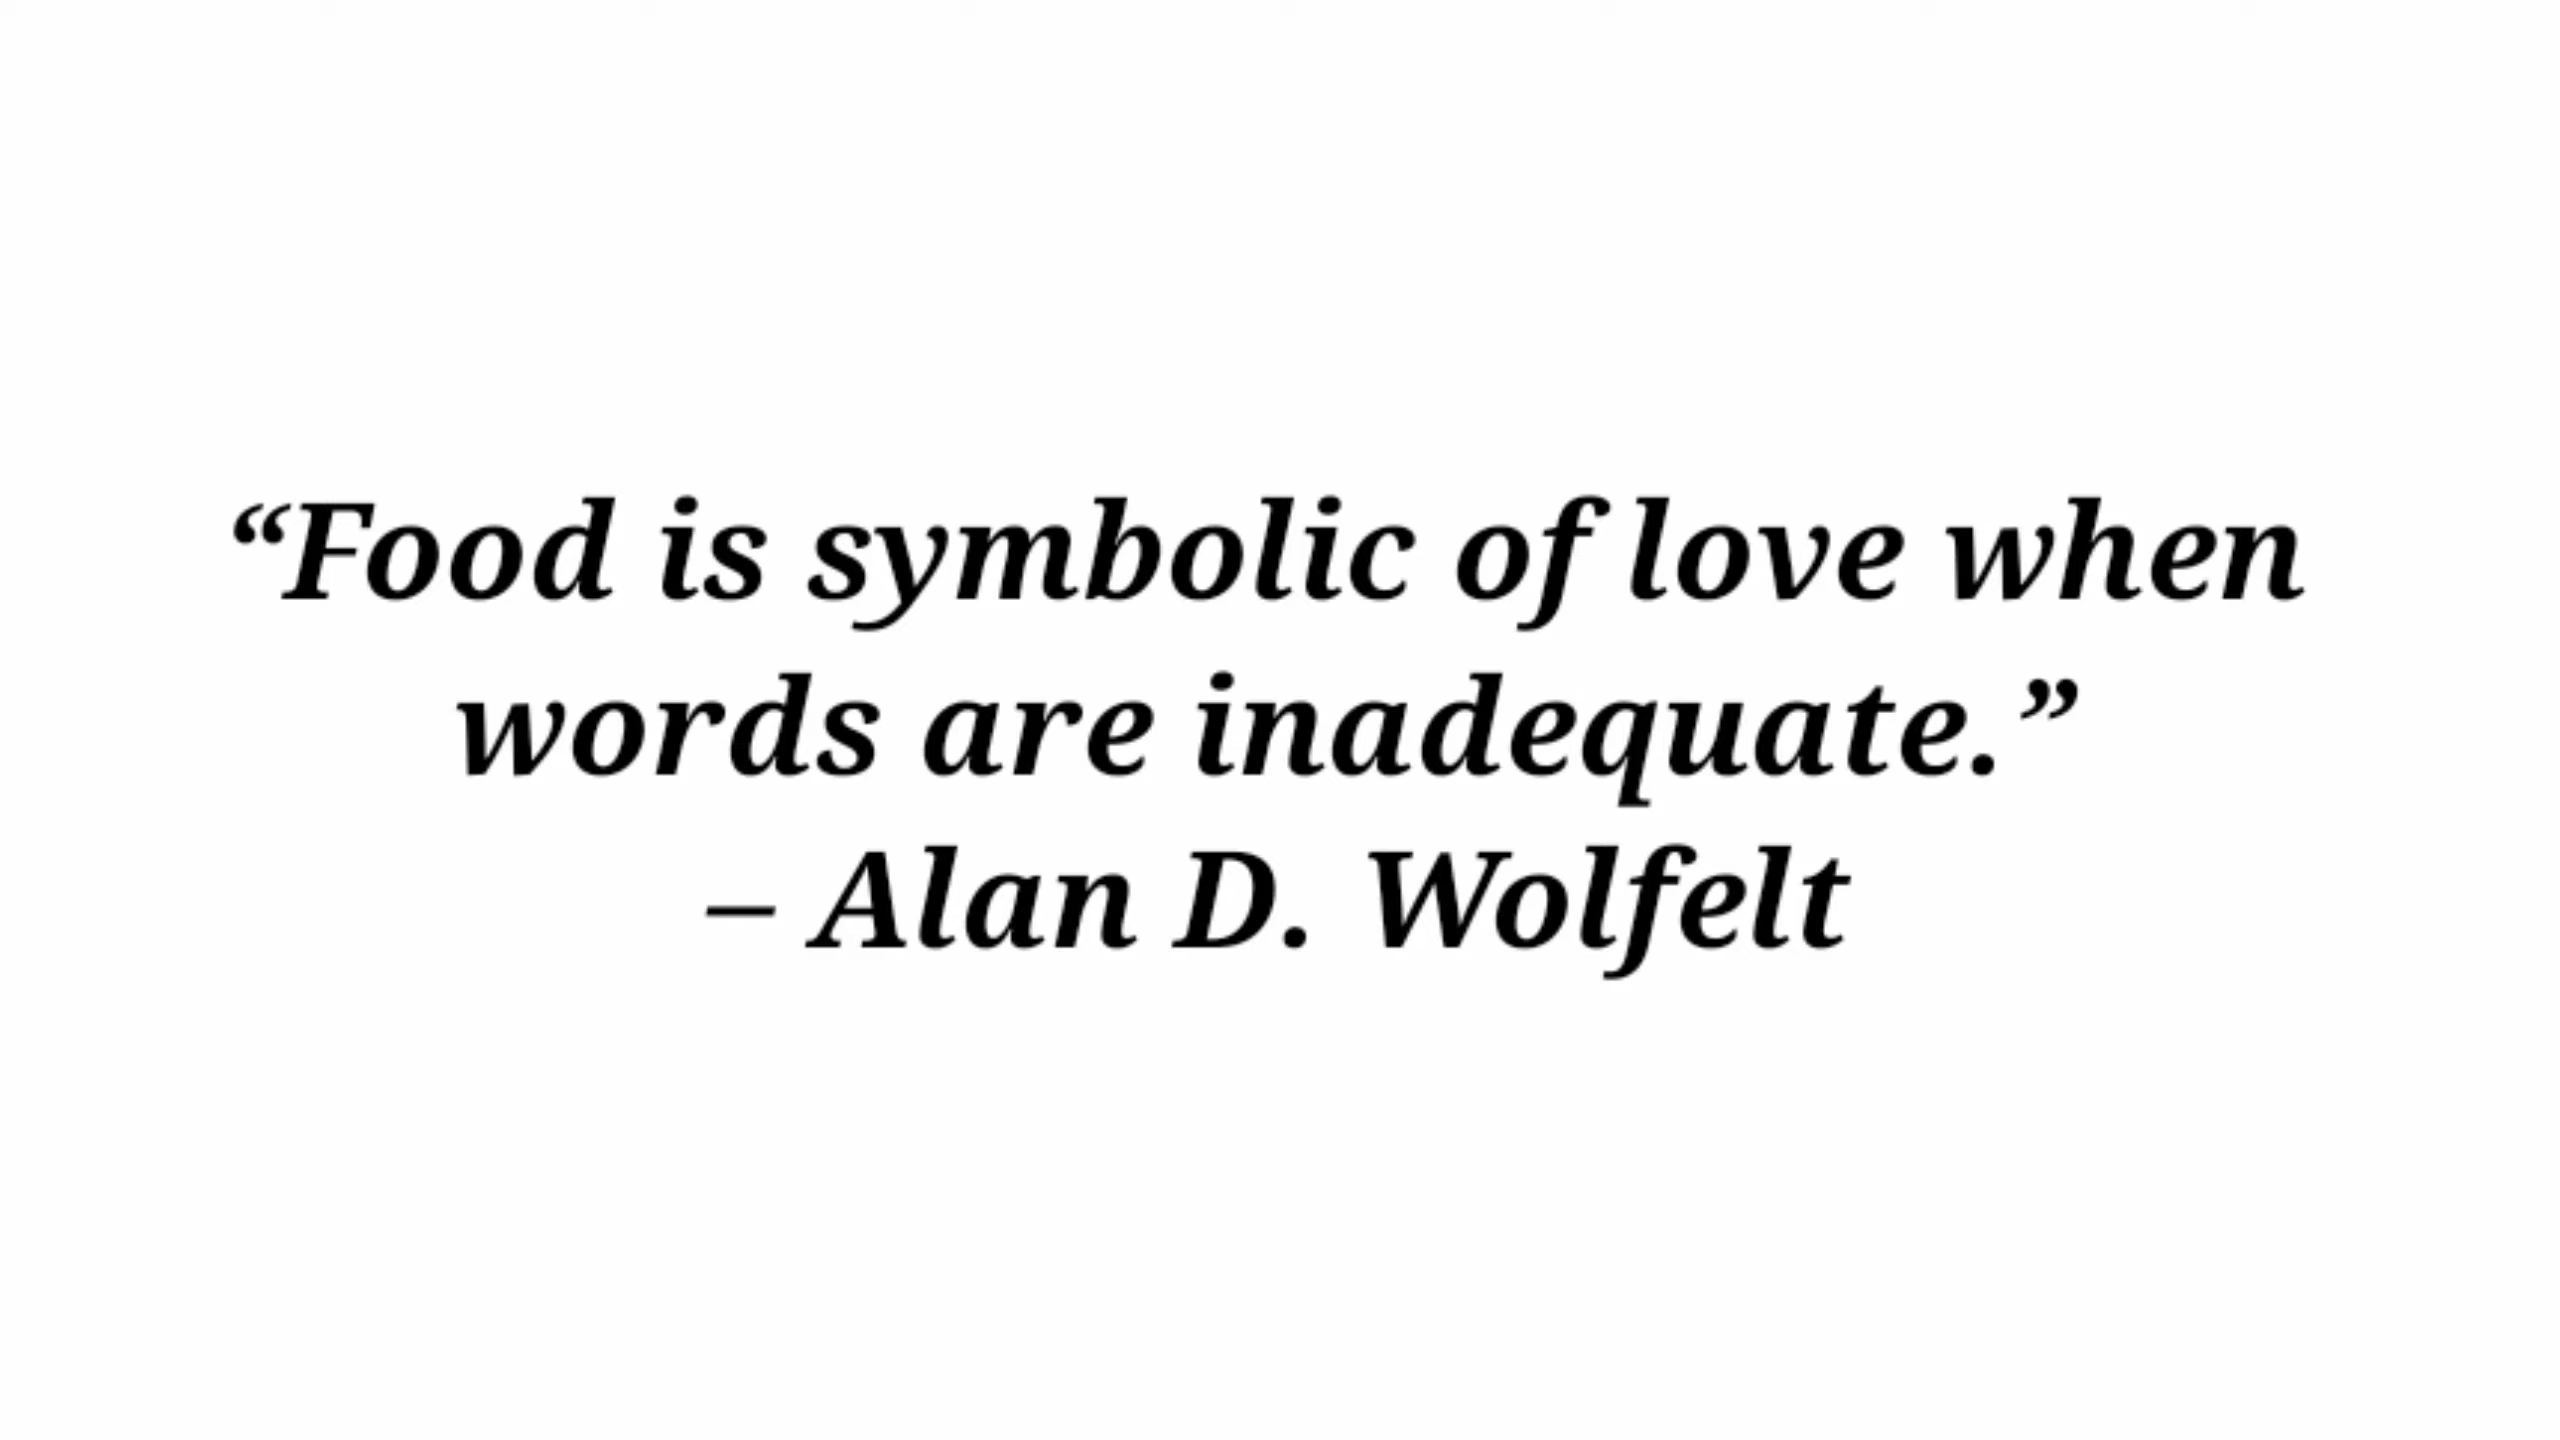 “Food is symbolic of love when
words are inadequate.”
– Alan D. Wolfelt